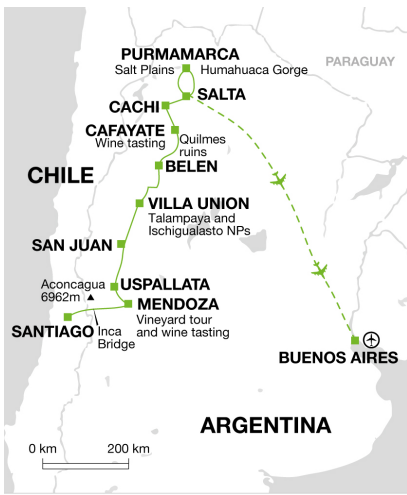 PURMAMARCA
Salt Plains
Humahuaca Gorge
PARAGUAY
SALTA
CACHI
CAFAYATE
Wine tasting
Quilmes
ruins
BELEN
CHILE
VILLA UNION
Talampaya and
Ischigualasto NPs
SAN JUAN
Aconcagua
6962m
USPALLATA
MENDOZA
Vineyard tour
and wine tasting
SANTIAGO
Inca
Bridge
BUENOS AIRES
ARGENTINA
0 km
200 km